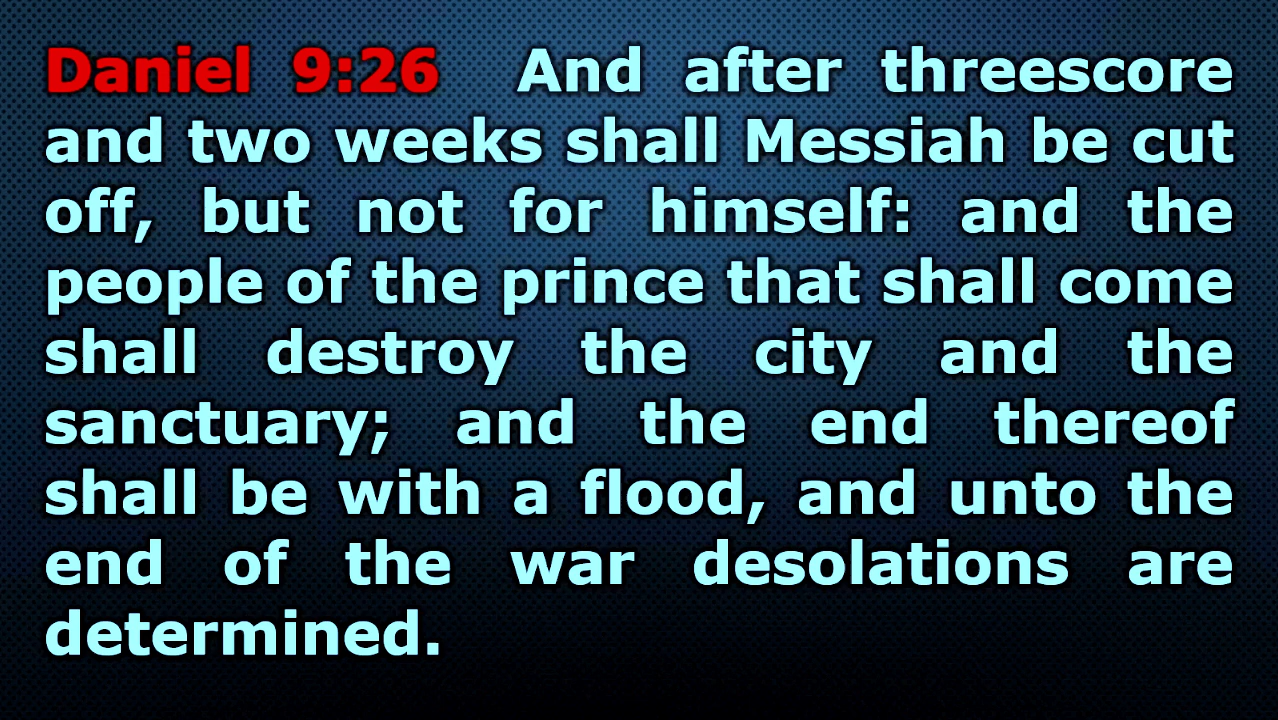 Daniel 9:26 And after threescore
and two weeks shall Messiah be cut
off, but not for himself: and the
people of the prince that shall come
shall destroy the city and the
sanctuary; and the end thereof
shall be with a flood, and unto the
end of the war desolations are
determined.